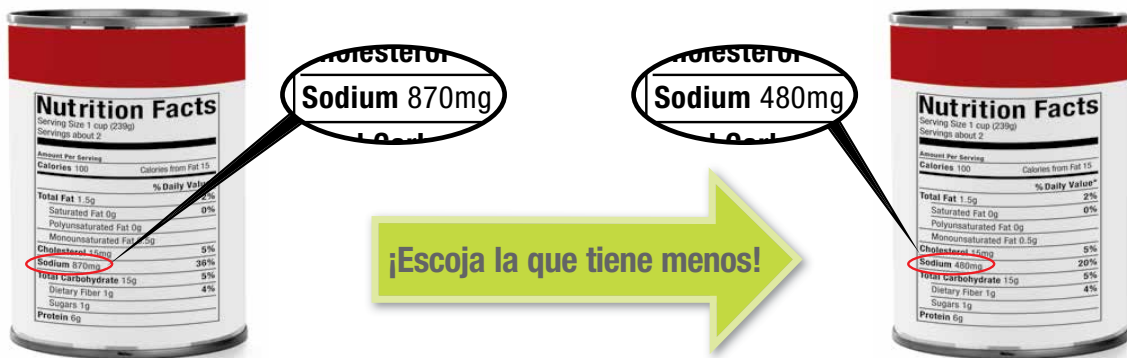 Nutrition Facts
Serving Size 1 cup (239g)
Servings about 2
Amount Per Serving
Calories 100 Calories from Fat 15
% Daily Value*
Total Fat 1.5g 2%
Saturated Fat 0g 0%
Polyunsaturated Fat 0g
Monounsaturated Fat 0.5g
Cholesterol 15mg 5%
Sodium 870mg 36%
Total Carbohydrate 15g 5%
Dietary Fiber 1g 4%
Sugars 1g
Protein 6g
Sodium 870mg
¡Escoja la que tiene menos!
Sodium 480mg
Nutrition Facts
Serving Size 1 cup (239g)
Servings about 2
Amount Per Serving
Calories 100 Calories from Fat 15
% Daily Value*
Total Fat 1.5g 2%
Saturated Fat 0g 0%
Polyunsaturated Fat 0g
Monounsaturated Fat 0.5g
Cholesterol 15mg 5%
Sodium 480mg 20%
Total Carbohydrate 15g 5%
Dietary Fiber 1g 4%
Sugars 1g
Protein 6g